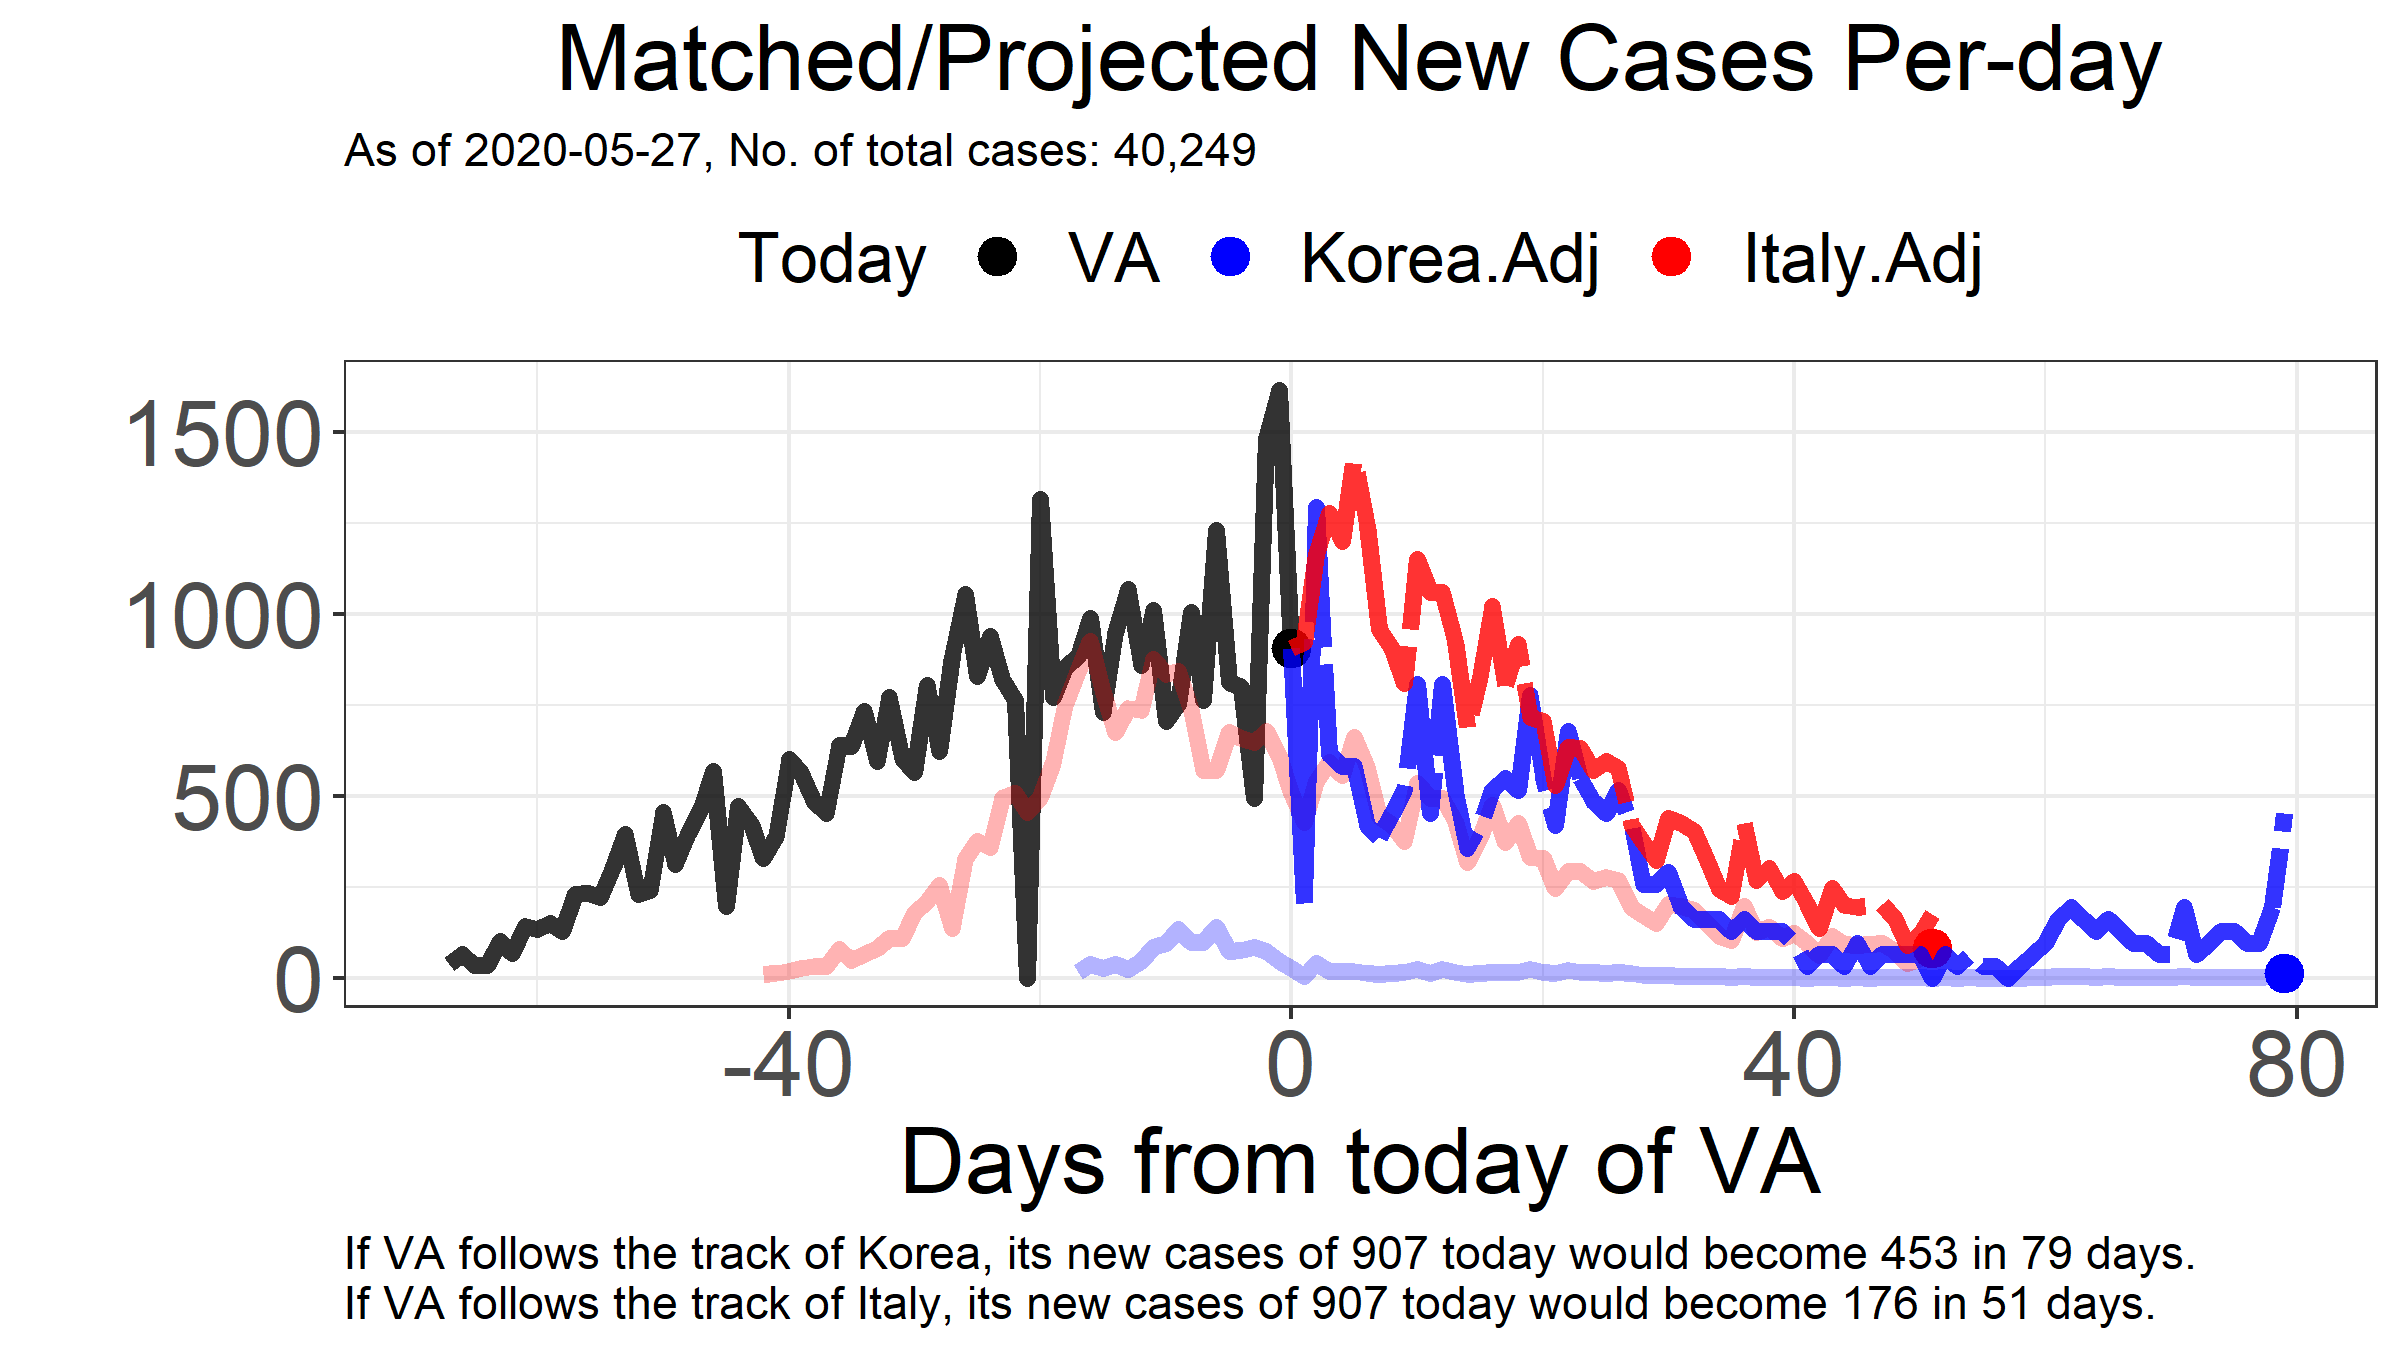 Matched/Projected New Cases Per-day
As of 2020-05-27, No. of total cases: 40,249
Today VA Korea.Adj Italy.Adj
1500
1000
500
0
-40 0 40 80
Days from today of VA
If VA follows the track of Korea, its new cases of 907 today would become 453 in 79 days.
If VA follows the track of Italy, its new cases of 907 today would become 176 in 51 days.